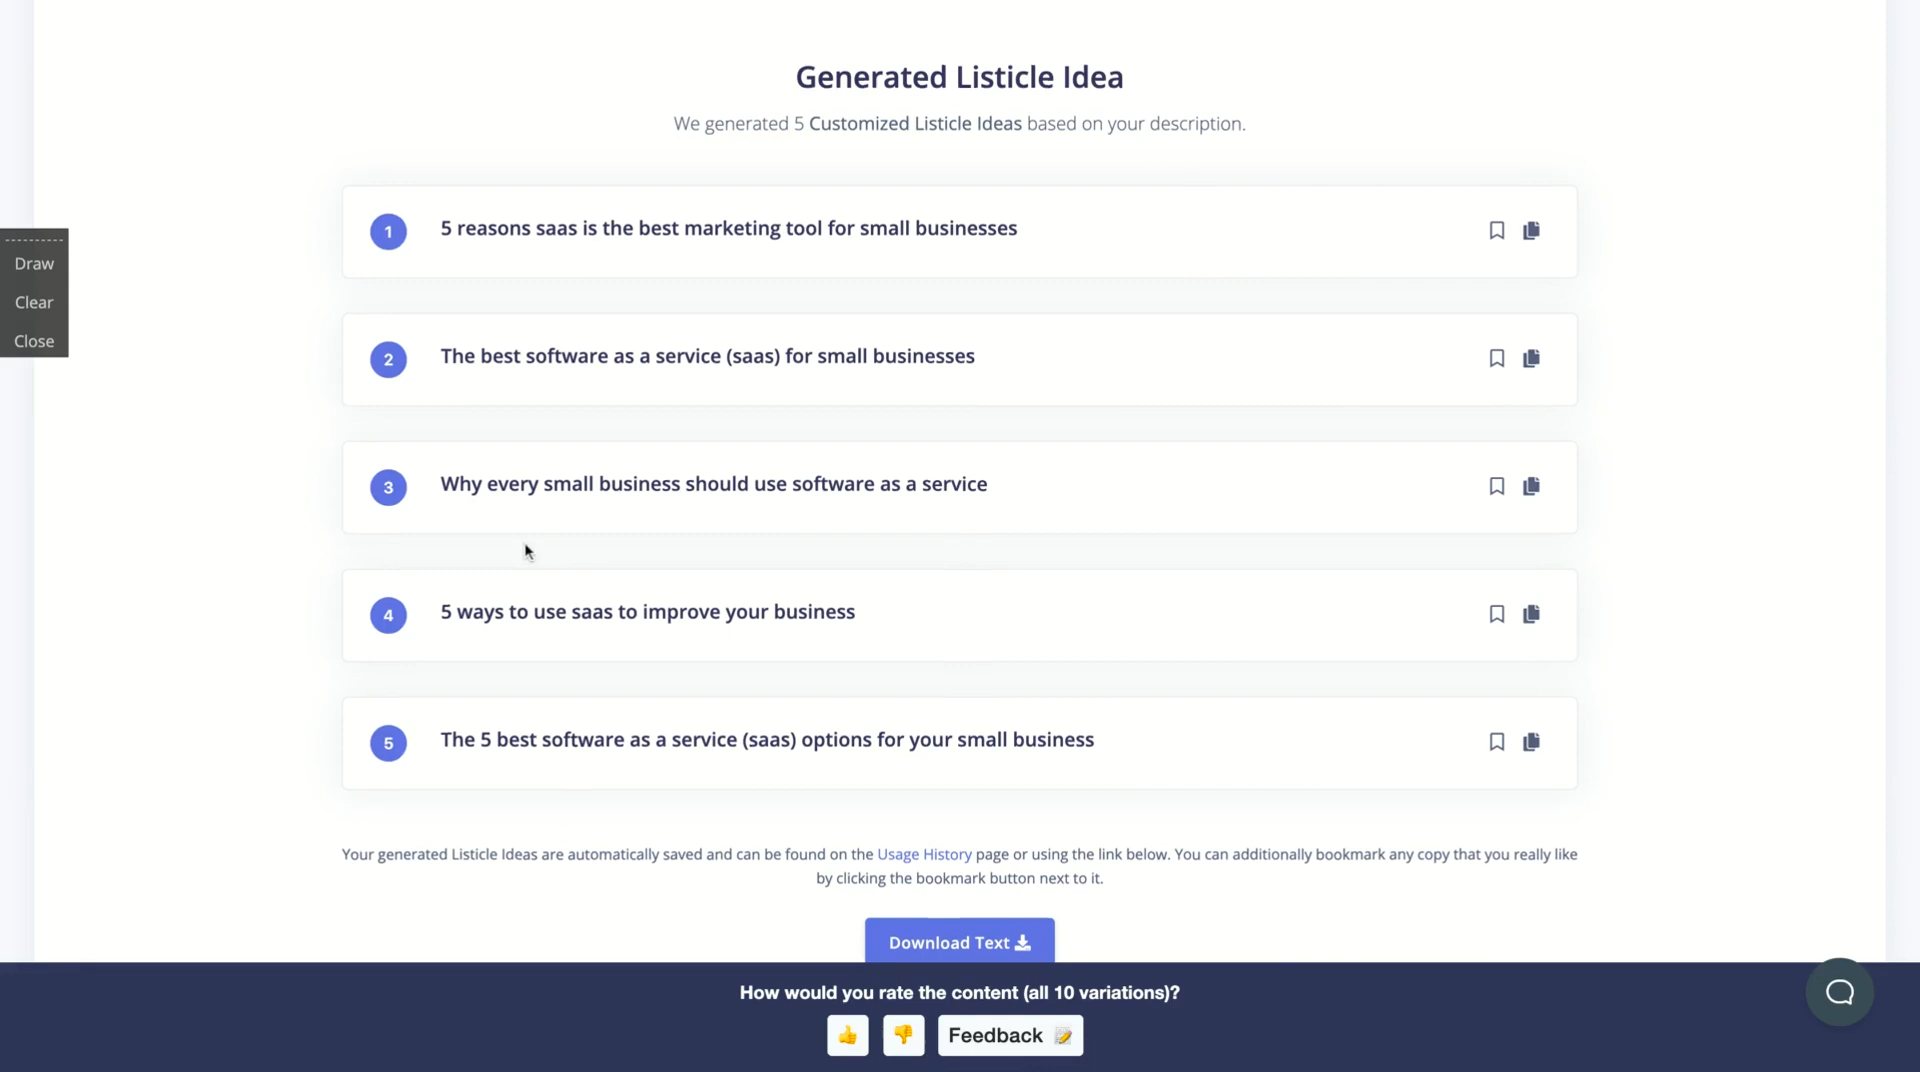 Generated Listicle Idea
We generated 5 Customized Listicle Ideas based on your description.
1 5 reasons saas is the best marketing tool for small businesses
Draw
Clear
Close
2 The best software as a service (saas) for small businesses
3 Why every small business should use software as a service
4 5 ways to use saas to improve your business
5 The 5 best software as a service (saas) options for your small business
Your generated Listicle Ideas are automatically saved and can be found on the Usage History page or using the link below. You can additionally bookmark any copy that you really like
by clicking the bookmark button next to it.
Download Text
How would you rate the content (all 10 variations)?
Feedback